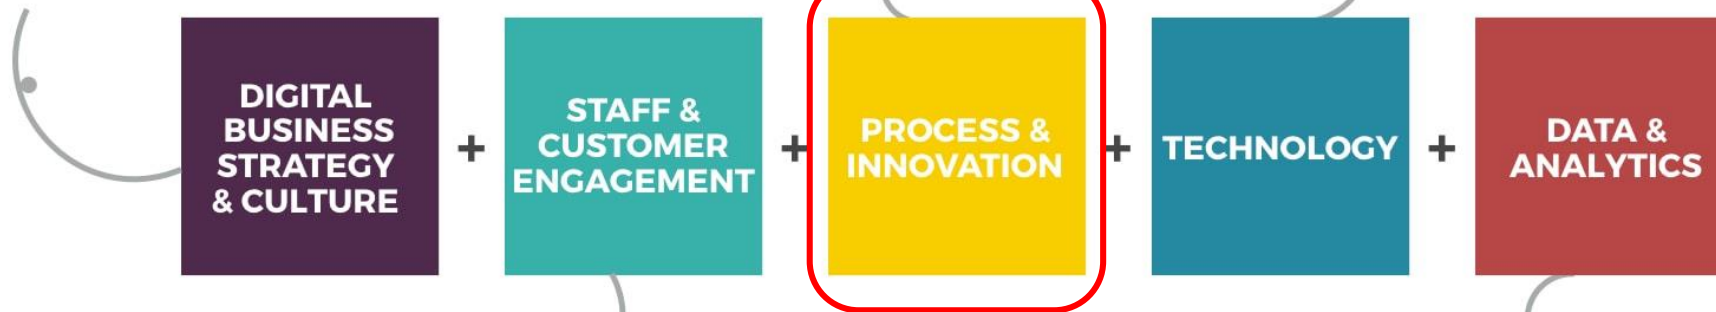 DIGITAL
BUSINESS
STRATEGY
& CULTURE
+
STAFF &
CUSTOMER
ENGAGEMENT
+
PROCESS &
INNOVATION
+
TECHNOLOGY
+
DATA &
ANALYTICS